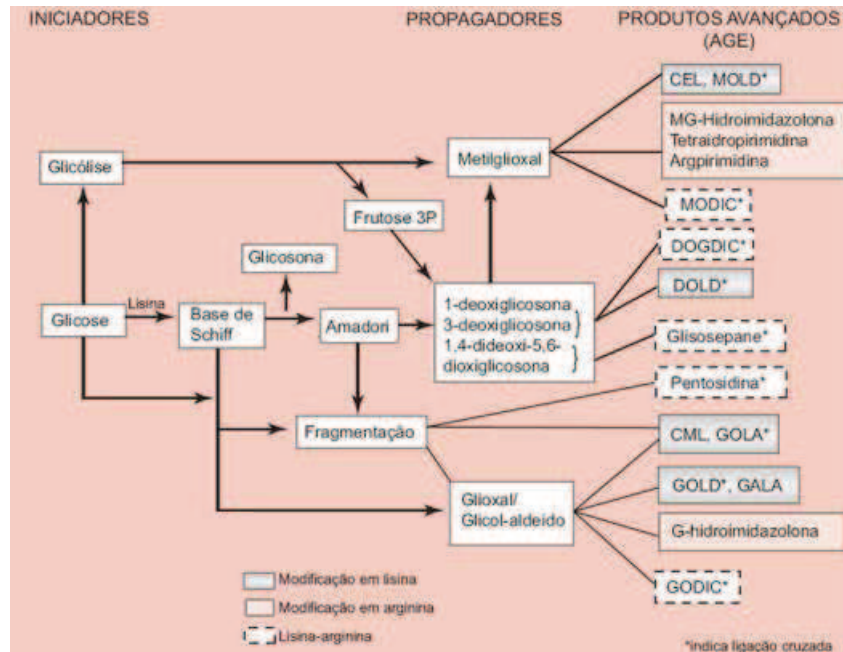 INICIADORES
PROPAGADORES
PRODUTOS AVANÇADOS
(AGE)
CEL, MOLD*
MG-Hidroimidazolona
Tetraidropirimidina
Argpirimidina
Glicólise
Metilglioxal
MODIC*
Frutose 3P
DOGDIC*
Glicosona
DOLD*
1-deoxiglicosona
3-deoxiglicosona
1,4-dideoxi-5,6-
dioxiglicosona
Lisina
Glicose
Base de
Schiff
Amadori
Glisosepane*
Pentosidina*
Fragmentação
CML, GOLA*
Glioxal/
Glicol-aldeído
GOLD*, GALA
G-hidroimidazolona
GODIC*
Modificação em lisina
Modificação em arginina
Lisina-arginina
*indica ligação cruzada